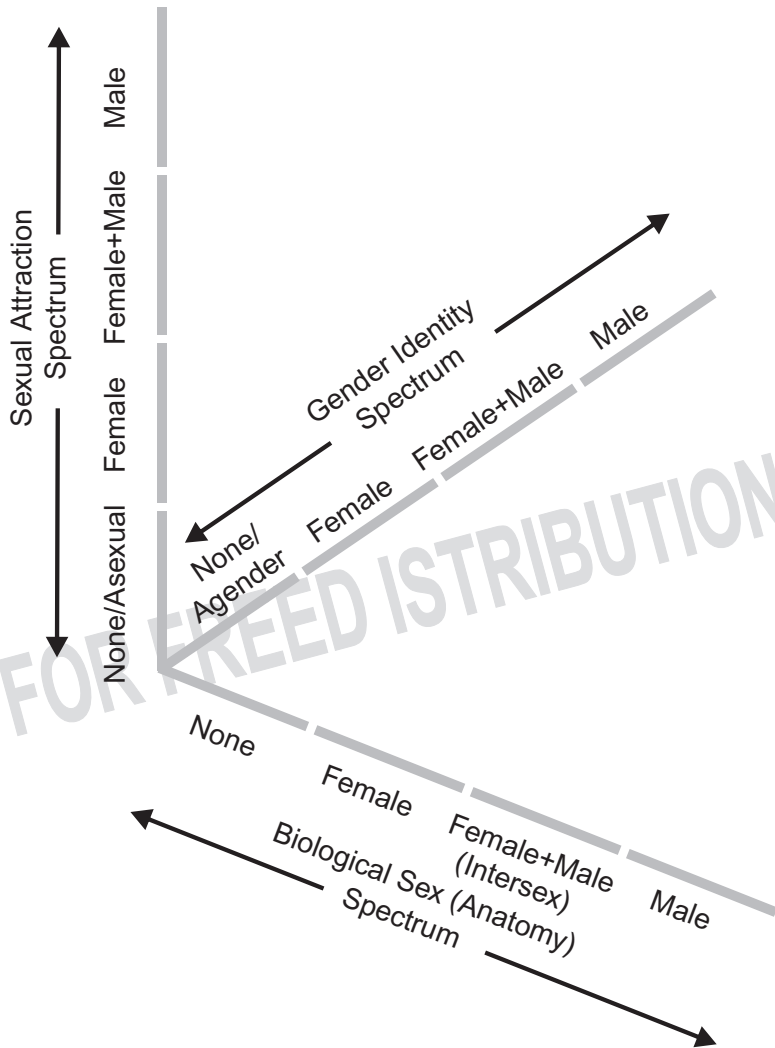 Sexual Attraction
Spectrum
Male
Female+Male
Female
None/Asexual
Gender Identity
Spectrum
None/
Agender
Female
Female+Male
Male
None
Female
Female+Male
(Intersex)
Male
Biological Sex (Anatomy)
Spectrum
FOR FREED ISTRIBUTION